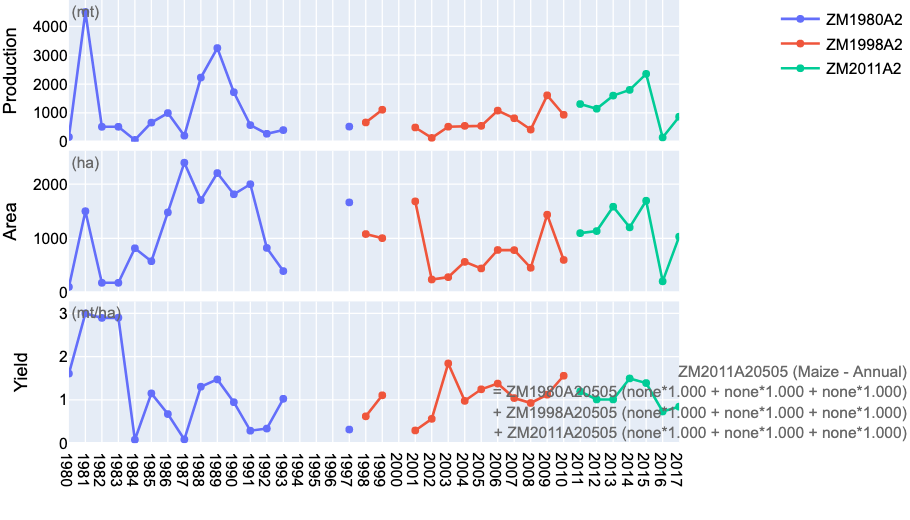 (mt)
Production
4000
3000
2000
1000
0
ZM1980A2
ZM1998A2
ZM2011A2
(ha)
Area
2000
1000
0
(mt/ha)
Yield
3
2
1
0
ZM2011A20505 (Maize - Annual)
= ZM1980A20505 (none*1.000 + none*1.000 + none*1.000)
+ ZM1998A20505 (none*1.000 + none*1.000 + none*1.000)
+ ZM2011A20505 (none*1.000 + none*1.000 + none*1.000)
1980 1981 1982 1983 1984 1985 1986 1987 1988 1989 1990 1991 1992 1993 1994 1995 1996 1997 1998 1999 2000 2001 2002 2003 2004 2005 2006 2007 2008 2009 2010 2011 2012 2013 2014 2015 2016 2017